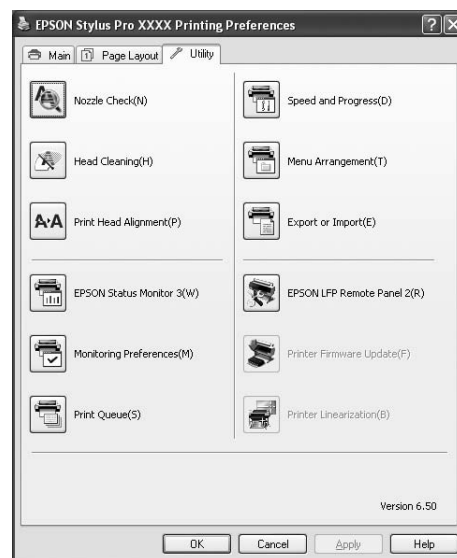 EPSON Stylus Pro XXXX Printing Preferences
Main
Page Layout
Utility
Nozzle Check(N)
Speed and Progress(D)
Head Cleaning(H)
Menu Arrangement(T)
Print Head Alignment(P)
Export or Import(E)
EPSON Status Monitor 3(W)
EPSON LFP Remote Panel 2(R)
Monitoring Preferences(M)
Printer Firmware Update(F)
Print Queue(S)
Printer Linearization(B)
Version 6.50
OK
Cancel
Apply
Help